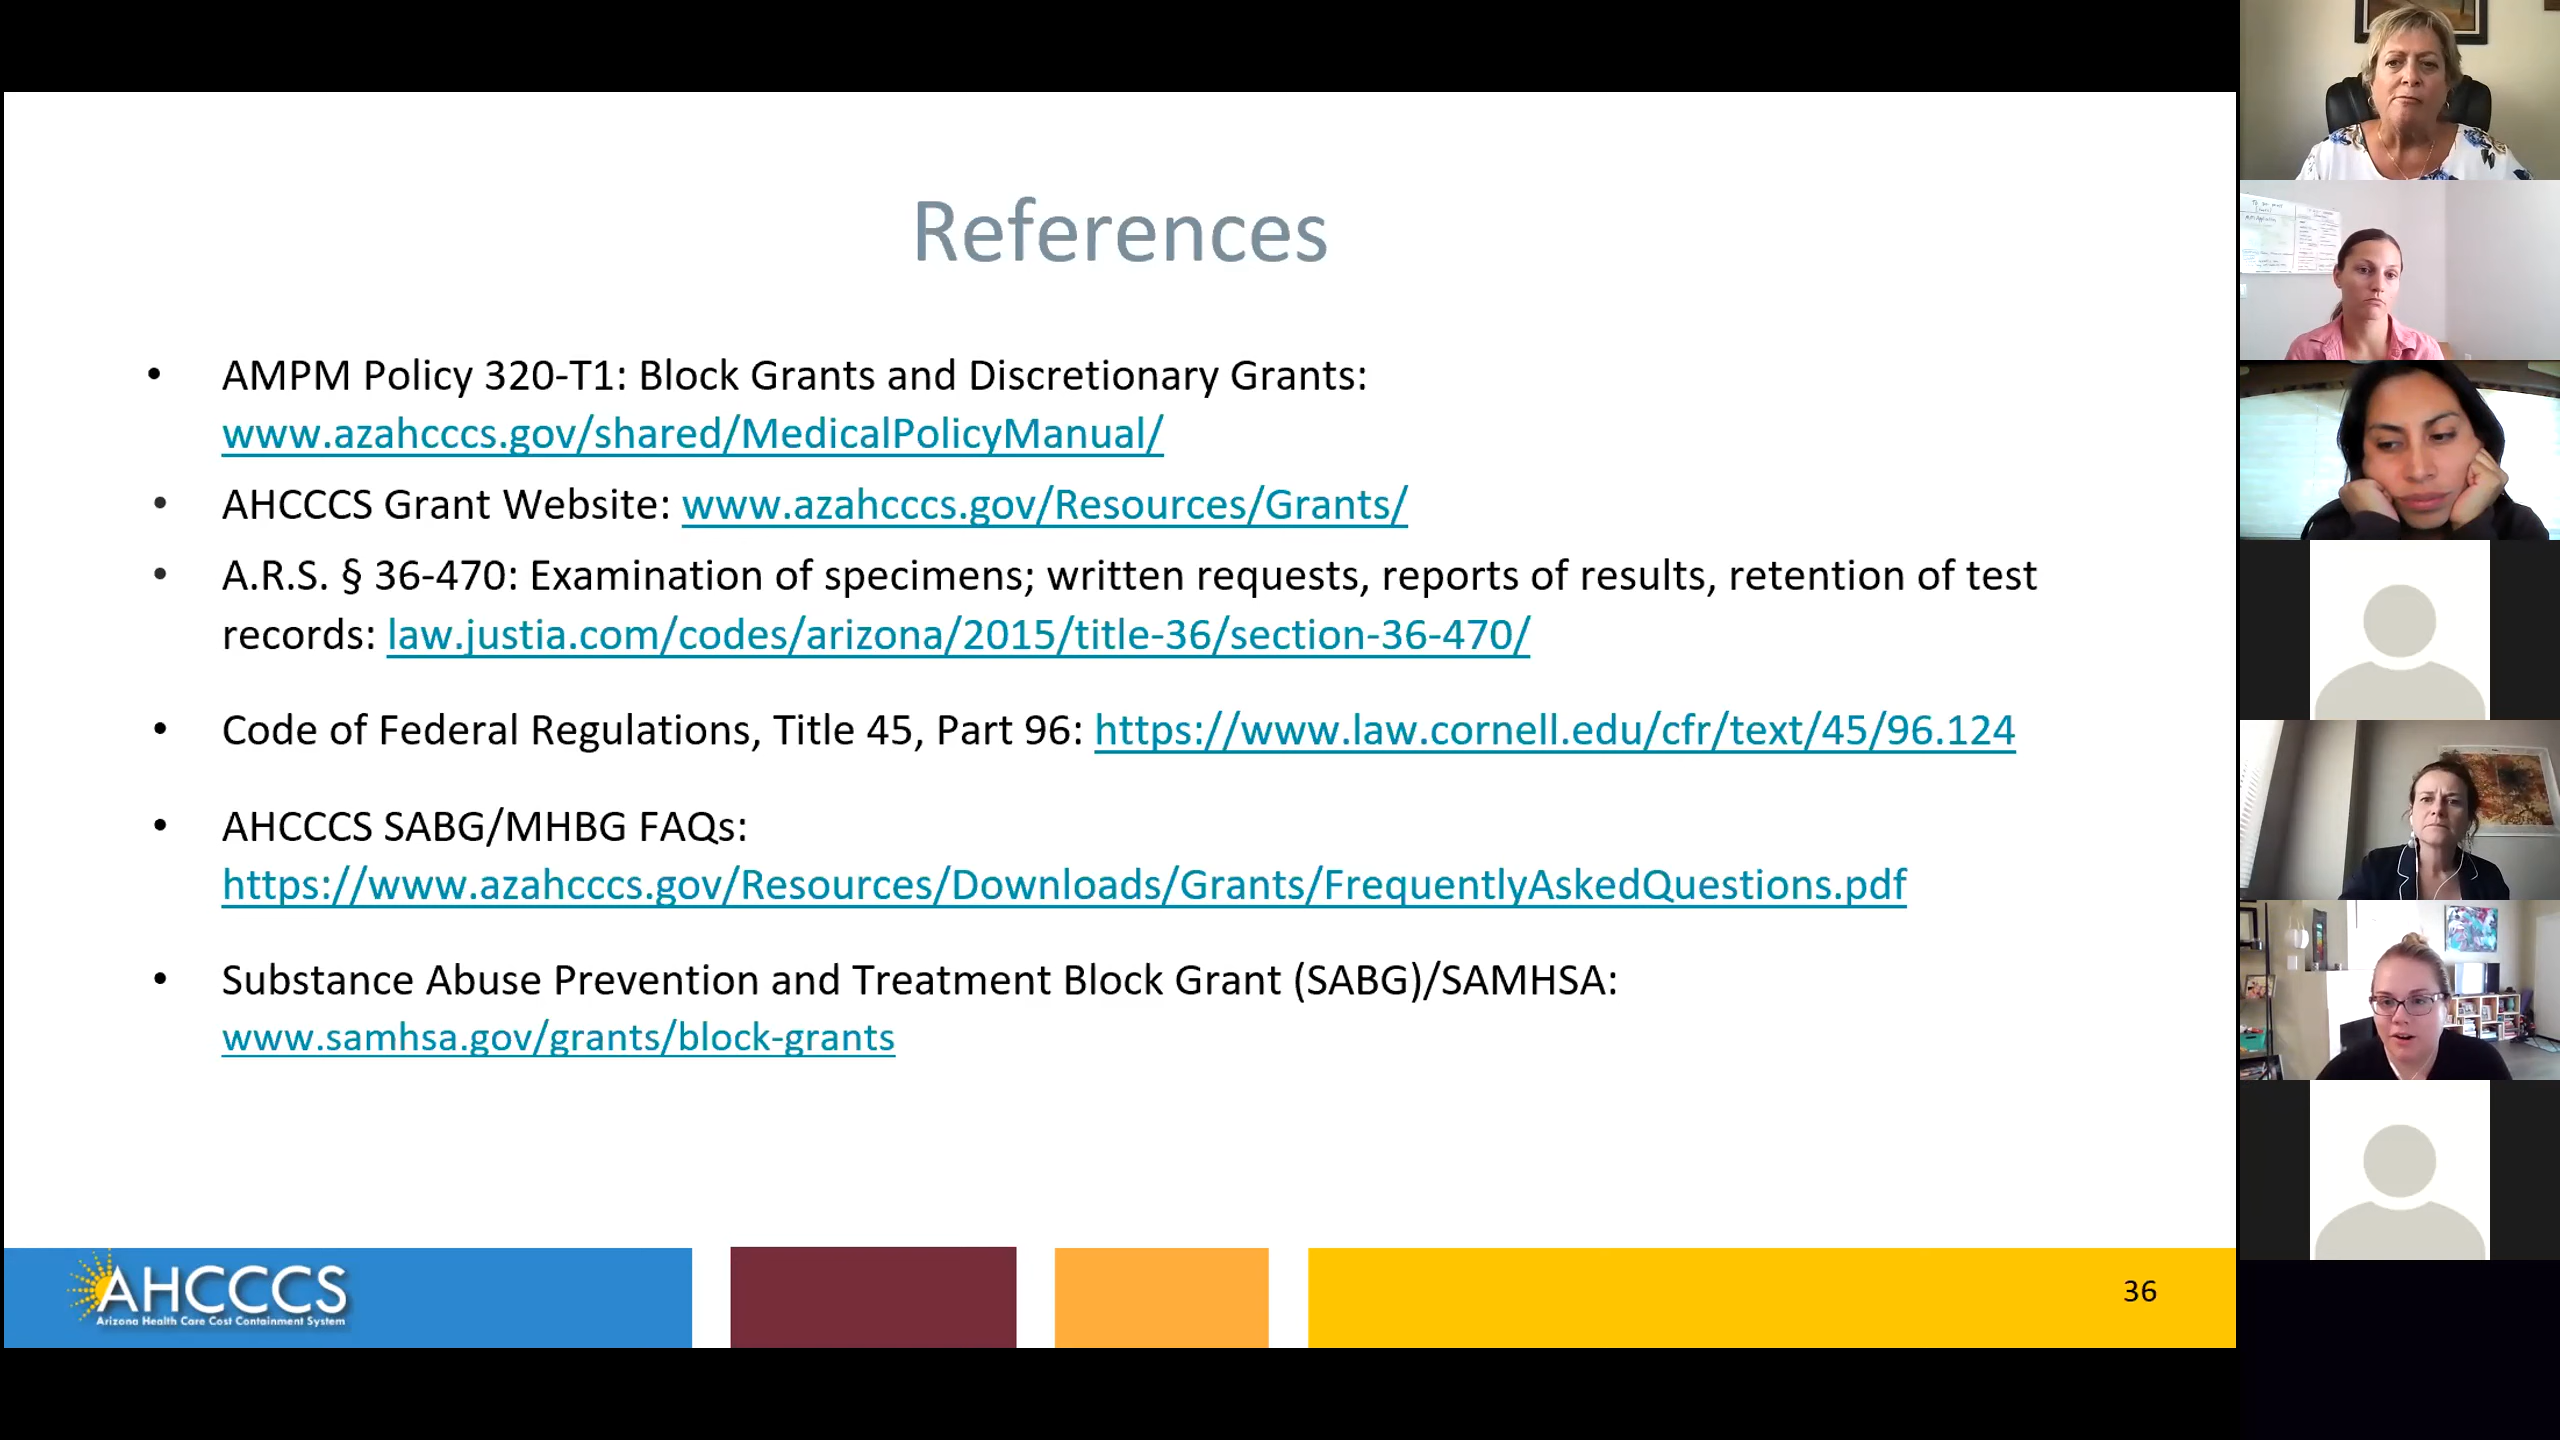 References
• AMPM Policy 320-T1: Block Grants and Discretionary Grants:
www.azahcccs.gov/shared/MedicalPolicyManual/
• AHCCCS Grant Website: www.azahcccs.gov/Resources/Grants/
• A.R.S. § 36-470: Examination of specimens; written requests, reports of results, retention of test
records: law.justia.com/codes/arizona/2015/title-36/section-36-470/
• Code of Federal Regulations, Title 45, Part 96: https://www.law.cornell.edu/cfr/text/45/96.124
• AHCCCS SABG/MHBG FAQs:
https://www.azahcccs.gov/Resources/Downloads/Grants/FrequentlyAskedQuestions.pdf
• Substance Abuse Prevention and Treatment Block Grant (SABG)/SAMHSA:
www.samhsa.gov/grants/block-grants
AHCCCS
Arizona Health Care Cost Containment System
36